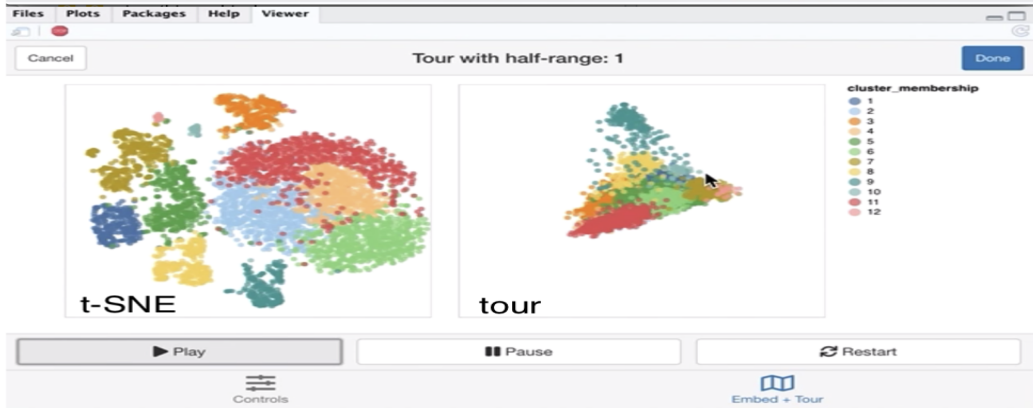 Files Plots Packages Help Viewer
Cancel Tour with half-range: 1 Done
t-SNE
tour
cluster_membership
1
2
3
4
5
6
7
8
9
10
11
12
Play Pause Restart
Controls Embed + Tour